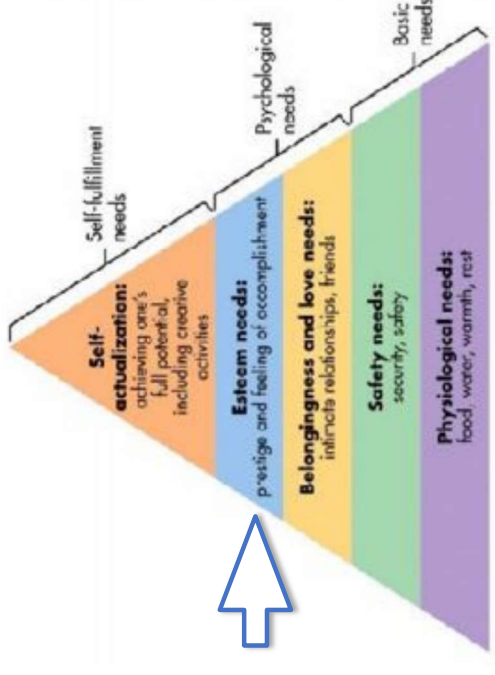 Self-fulfillment
needs
Self-
actualization:
achieving one's
full potential,
including creative
activities
Psychological
needs
Esteem needs:
prestige and feeling of accomplishment
Belongingness and love needs:
intimate relationships, friends
Basic
needs
Safety needs:
security, safety
Physiological needs:
food, water, warmth, rest